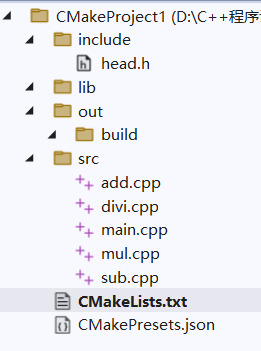 CMakeProject1 (D:\C++程序
include
head.h
lib
out
build
src
add.cpp
divi.cpp
main.cpp
mul.cpp
sub.cpp
CMakeLists.txt
CMakePresets.json